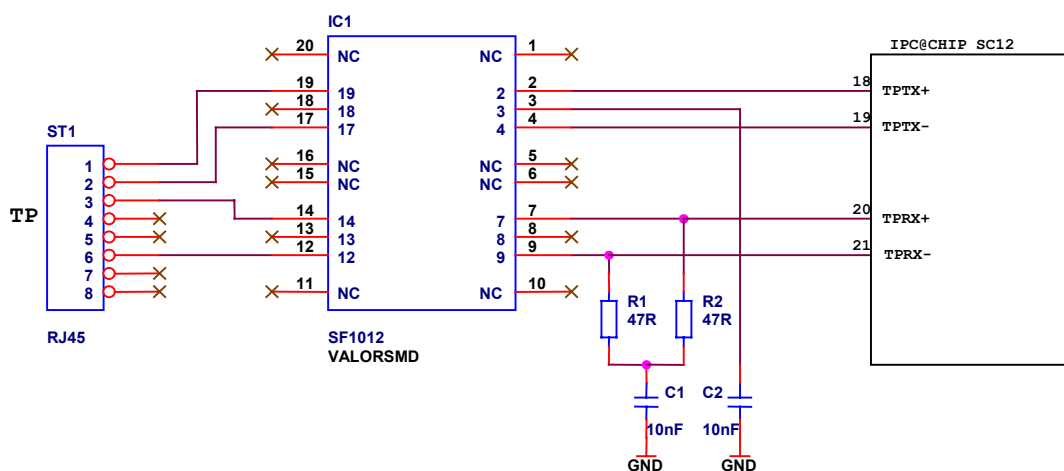 IC1
IPC@CHIP SC12
20 NC NC 1
19 19 2 2 18 TPTX+
18 18 3 3
17 17 4 4 19 TPTX-
ST1
16 NC NC 5
15 NC NC 6
TP
1
2
3
4
5
6
7
8
14 14 7 7 20 TPRX+
13 13 8 8
12 12 9 9 21 TPRX-
11 NC NC 10
RJ45
SF1012
VALORSMD
R1 R2
47R 47R
C1 C2
10nF 10nF
GND GND